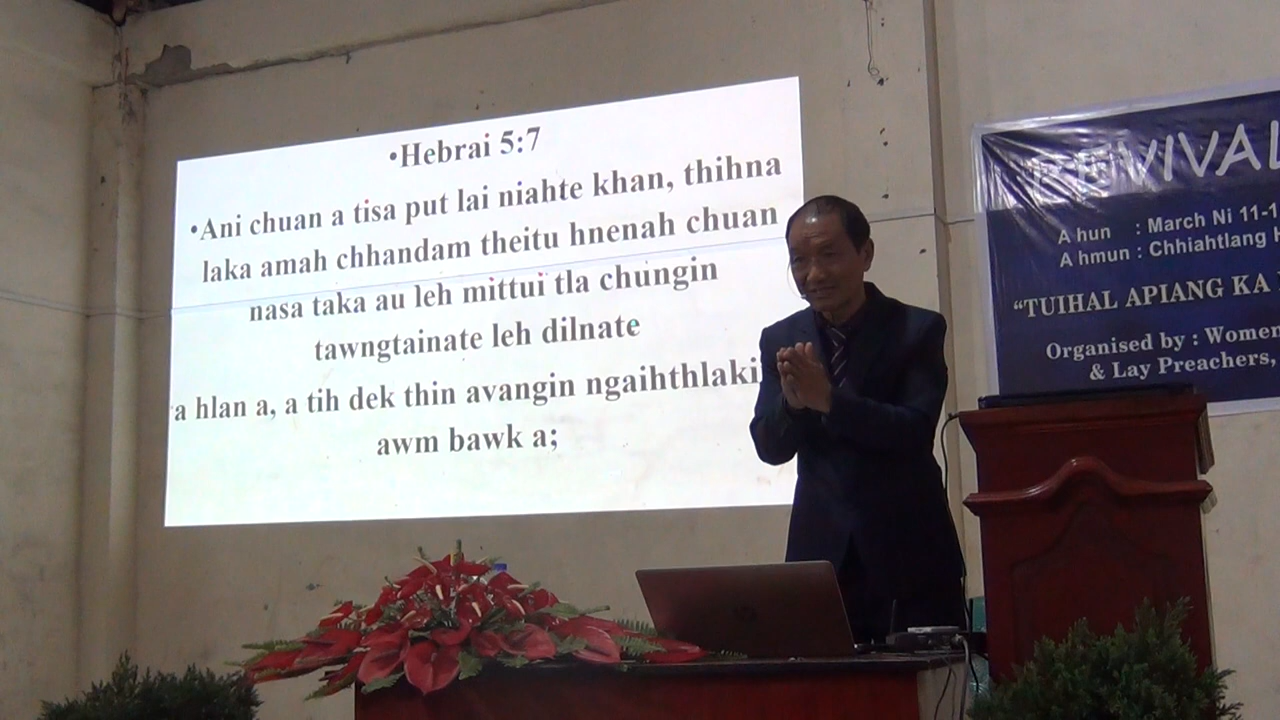 •Hebrai 5:7
•Ani chuan a tisa put lai niahte khan, thihna
laka amah chhandam theitu hnenah chuan
nasa taka au leh mittui tla chungin
tawngtainate leh dilnate
a hlan a, a tih dek thin avangin ngaihthlaki
awm bawk a;
REVIVAL
A hun : March Ni 11-1
A hmun : Chhiahtlang H
“TUIHAL APIANG KA
Organised by : Women
& Lay Preachers,